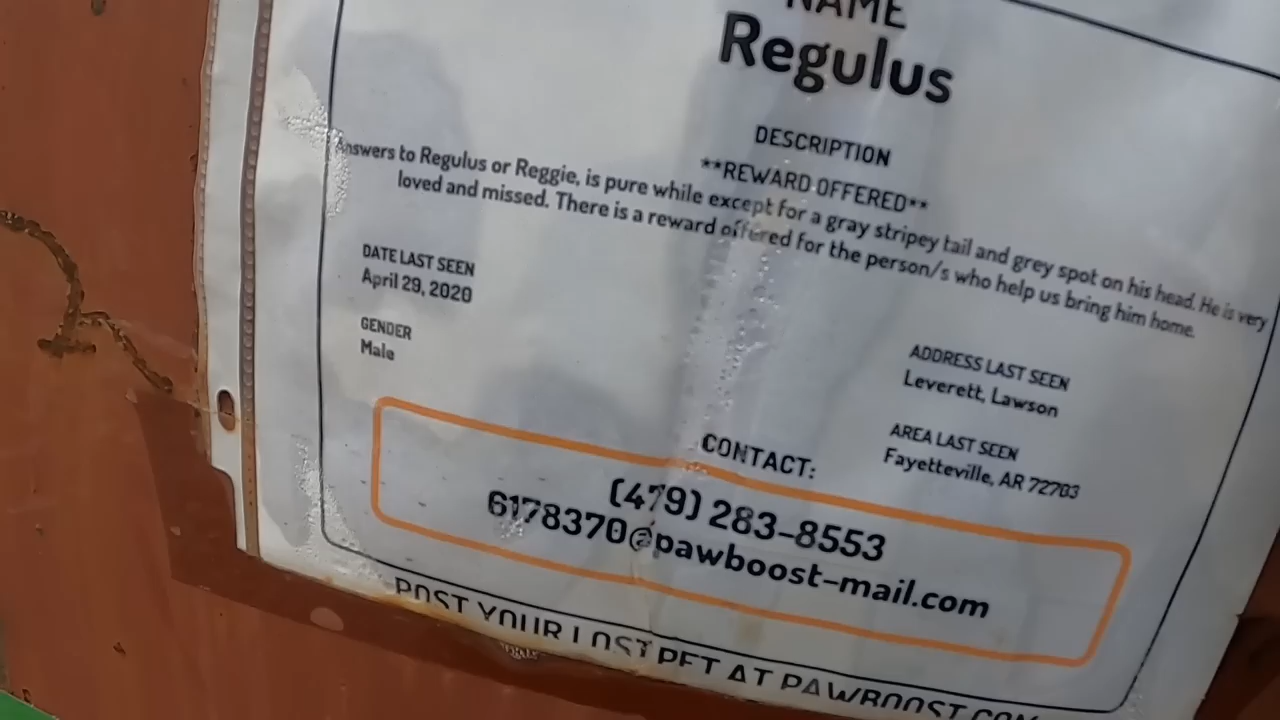 NAME
Regulus
DESCRIPTION
**REWARD OFFERED**
Answers to Regulus or Reggie, is pure while except for a gray stripey tail and grey spot on his head. He is very
loved and missed. There is a reward offered for the person/s who help us bring him home.
DATE LAST SEEN
April 29, 2020
GENDER
Male
ADDRESS LAST SEEN
Leverett, Lawson
AREA LAST SEEN
Fayetteville, AR 72703
CONTACT:
(479) 283-8553
6178370@pawboost-mail.com
POST YOUR LOST PET AT PAWBOOST.COM